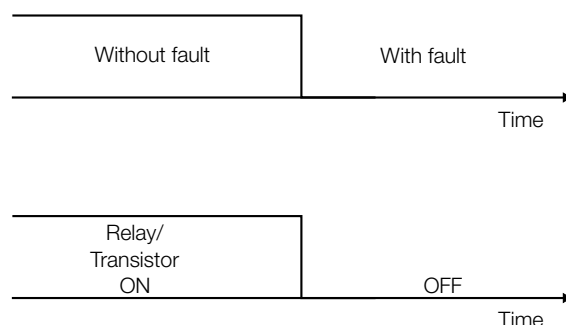 Without fault
With fault
Time
Relay/
Transistor
ON
OFF
Time